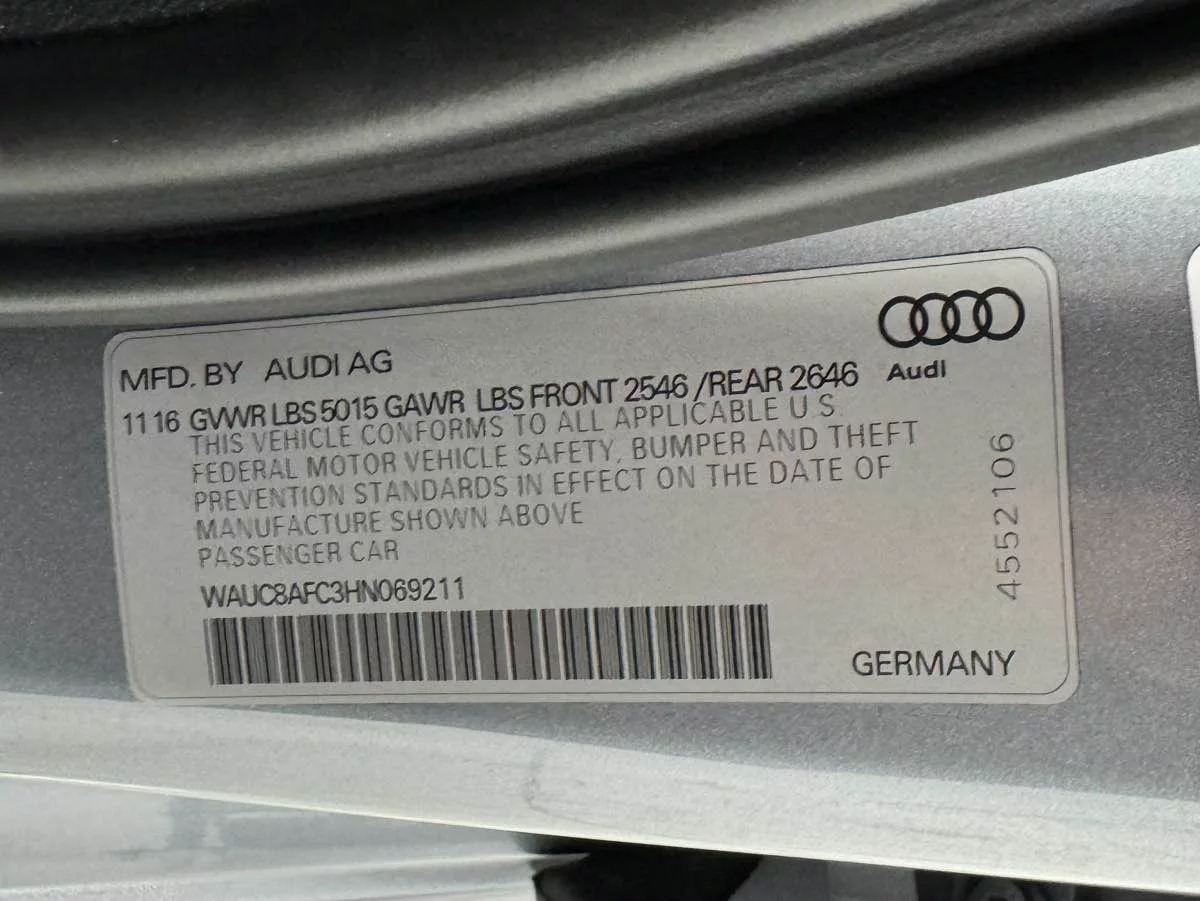 MFD. BY AUDI AG
Audi
11 16 GVWR LBS 5015 GAWR LBS FRONT 2546 /REAR 2646
THIS VEHICLE CONFORMS TO ALL APPLICABLE U.S.
FEDERAL MOTOR VEHICLE SAFETY, BUMPER AND THEFT
PREVENTION STANDARDS IN EFFECT ON THE DATE OF
MANUFACTURE SHOWN ABOVE
PASSENGER CAR
WAUC8AFC3HN069211
4552106
GERMANY